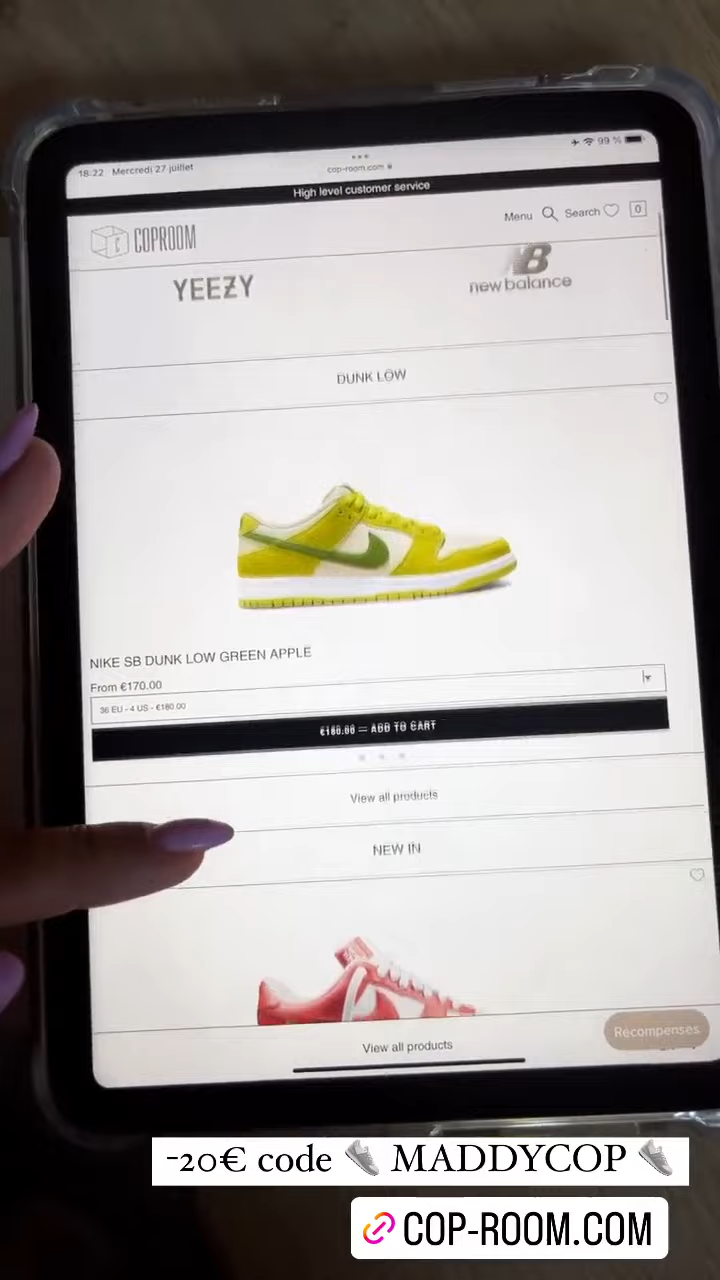 18:22 Mercredi 27 juillet
99 %
cop-room.com
High level customer service
COPROOM
Menu
Search
0
YEEZY
NB
new balance
DUNK LOW
NIKE SB DUNK LOW GREEN APPLE
From €170.00
36 EU - 4 US - €180.00
€180.00 — ADD TO CART
View all products
NEW IN
View all products
Recompenses
-20€ code MADDYCOP
COP-ROOM.COM